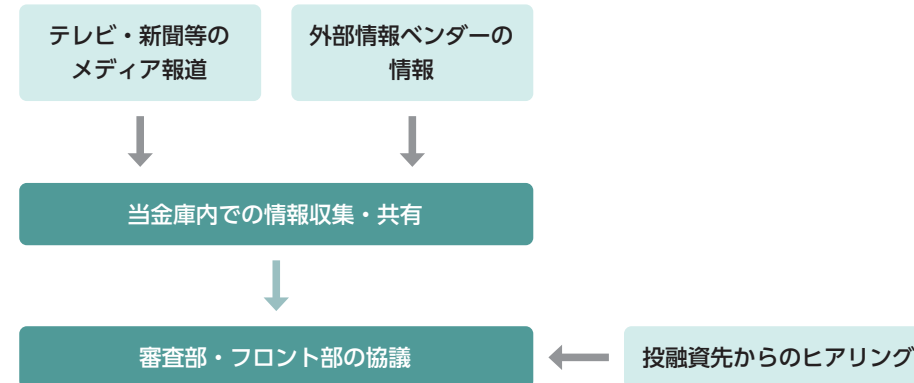 テレビ・新聞等の
メディア報道
外部情報ベンダーの
情報
当金庫内での情報収集・共有
審査部・フロント部の協議
投融資先からのヒアリング